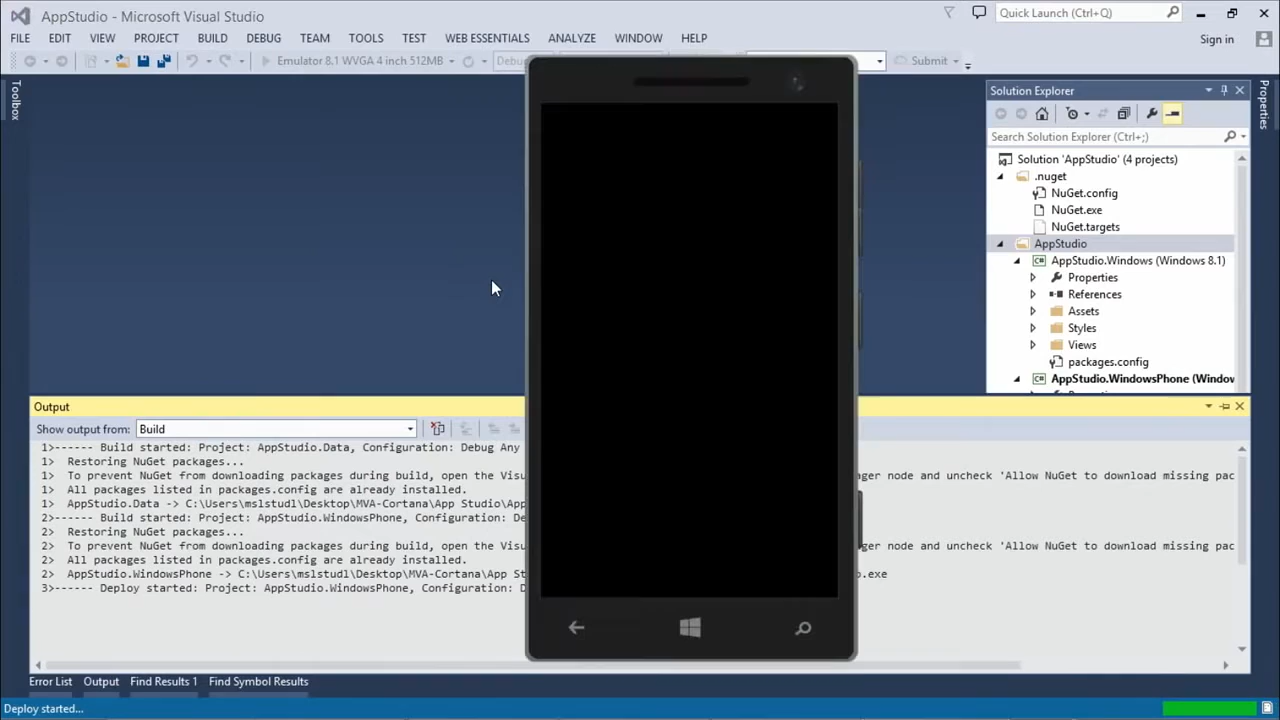 AppStudio - Microsoft Visual Studio
Quick Launch (Ctrl+Q)
FILE EDIT VIEW PROJECT BUILD DEBUG TEAM TOOLS TEST WEB ESSENTIALS ANALYZE WINDOW HELP
Sign in
Emulator 8.1 WVGA 4 inch 512MB
Submit
Toolbox
Solution Explorer
Properties
Search Solution Explorer (Ctrl+;)
Solution 'AppStudio' (4 projects)
.nuget
NuGet.config
NuGet.exe
NuGet.targets
AppStudio
C# AppStudio.Windows (Windows 8.1)
Properties
References
Assets
Styles
Views
packages.config
C# AppStudio.WindowsPhone (Window
Output
Show output from: Build
1>------ Build started: Project: AppStudio.Data, Configuration: Debug Any
1> Restoring NuGet packages...
1> To prevent NuGet from downloading packages during build, open the Visu ager node and uncheck 'Allow NuGet to download missing pac
1> All packages listed in packages.config are already installed.
1> AppStudio.Data -> C:\Users\mslstudl\Desktop\MVA-Cortana\App Studio\App
2>------ Build started: Project: AppStudio.WindowsPhone, Configuration: De
2> Restoring NuGet packages...
2> To prevent NuGet from downloading packages during build, open the Visu ager node and uncheck 'Allow NuGet to download missing pac
2> All packages listed in packages.config are already installed.
2> AppStudio.WindowsPhone -> C:\Users\mslstudl\Desktop\MVA-Cortana\App St p.exe
3>------ Deploy started: Project: AppStudio.WindowsPhone, Configuration: D
Error List Output Find Results 1 Find Symbol Results
Deploy started...